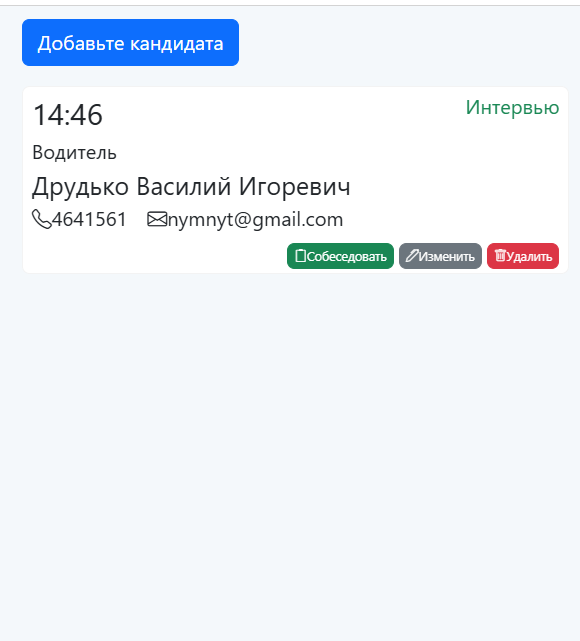 Добавьте кандидата
14:46 Интервью
Водитель
Друдько Василий Игоревич
4641561 nymnyt@gmail.com
Собеседовать Изменить Удалить